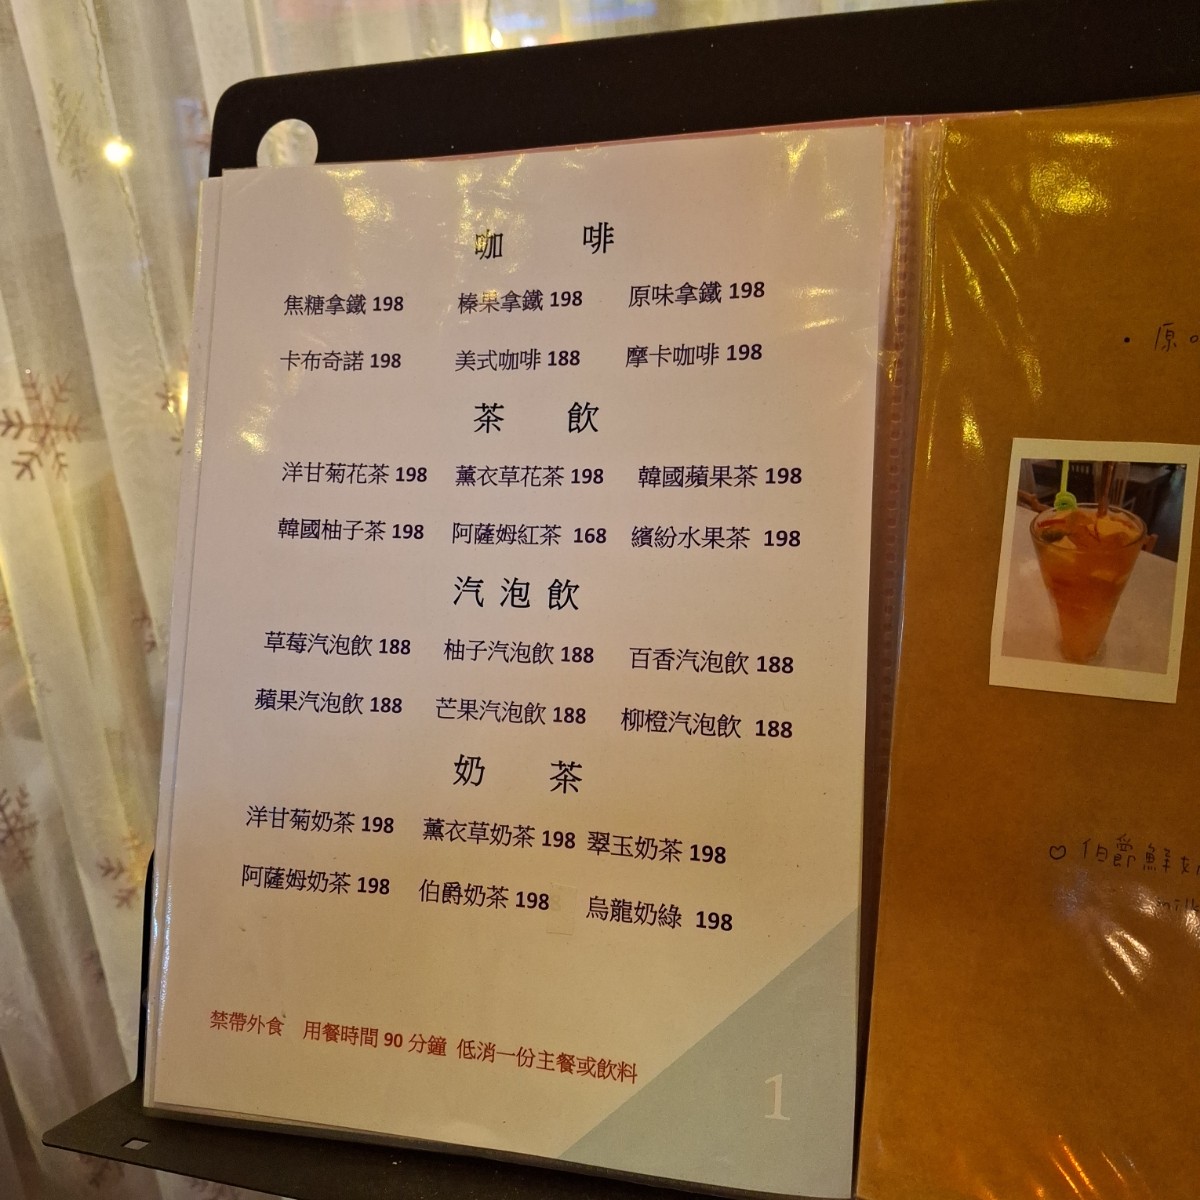 咖 啡
焦糖拿鐵 198 榛果拿鐵 198 原味拿鐵 198
卡布奇諾 198 美式咖啡 188 摩卡咖啡 198
茶 飲
洋甘菊花茶 198 薰衣草花茶 198 韓國蘋果茶 198
韓國柚子茶 198 阿薩姆紅茶 168 繽紛水果茶 198
汽 泡 飲
草莓汽泡飲 188 柚子汽泡飲 188 百香汽泡飲 188
蘋果汽泡飲 188 芒果汽泡飲 188 柳橙汽泡飲 188
奶 茶
洋甘菊奶茶 198 薰衣草奶茶 198 翠玉奶茶 198
阿薩姆奶茶 198 伯爵奶茶 198 烏龍奶綠 198
禁帶外食 用餐時間 90 分鐘 低消一份主餐或飲料
1
• 原
♡ 伯爵鮮奶
milk